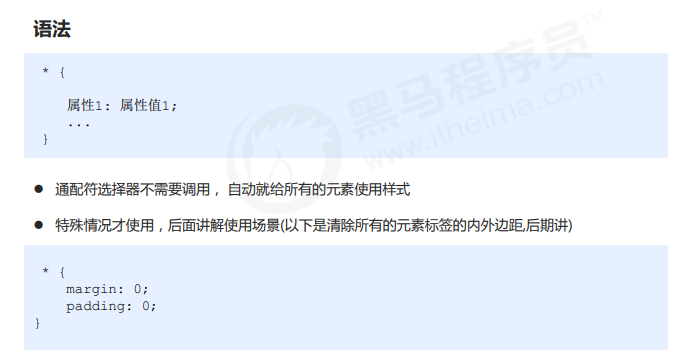 语法
* {
属性1: 属性值1;
...
}
黑马程序员™
www.itheima.com
● 通配符选择器不需要调用， 自动就给所有的元素使用样式
● 特殊情况才使用，后面讲解使用场景(以下是清除所有的元素标签的内外边距,后期讲)
* {
margin: 0;
padding: 0;
}